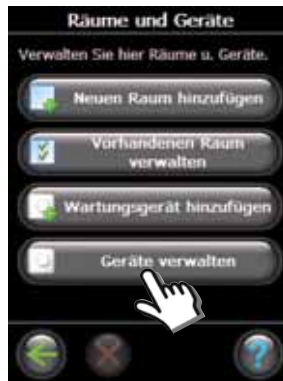 Räume und Geräte
Verwalten Sie hier Räume u. Geräte.
Neuen Raum hinzufügen
Vorhandenen Raum
verwalten
Wartungsgerät hinzufügen
Geräte verwalten
?